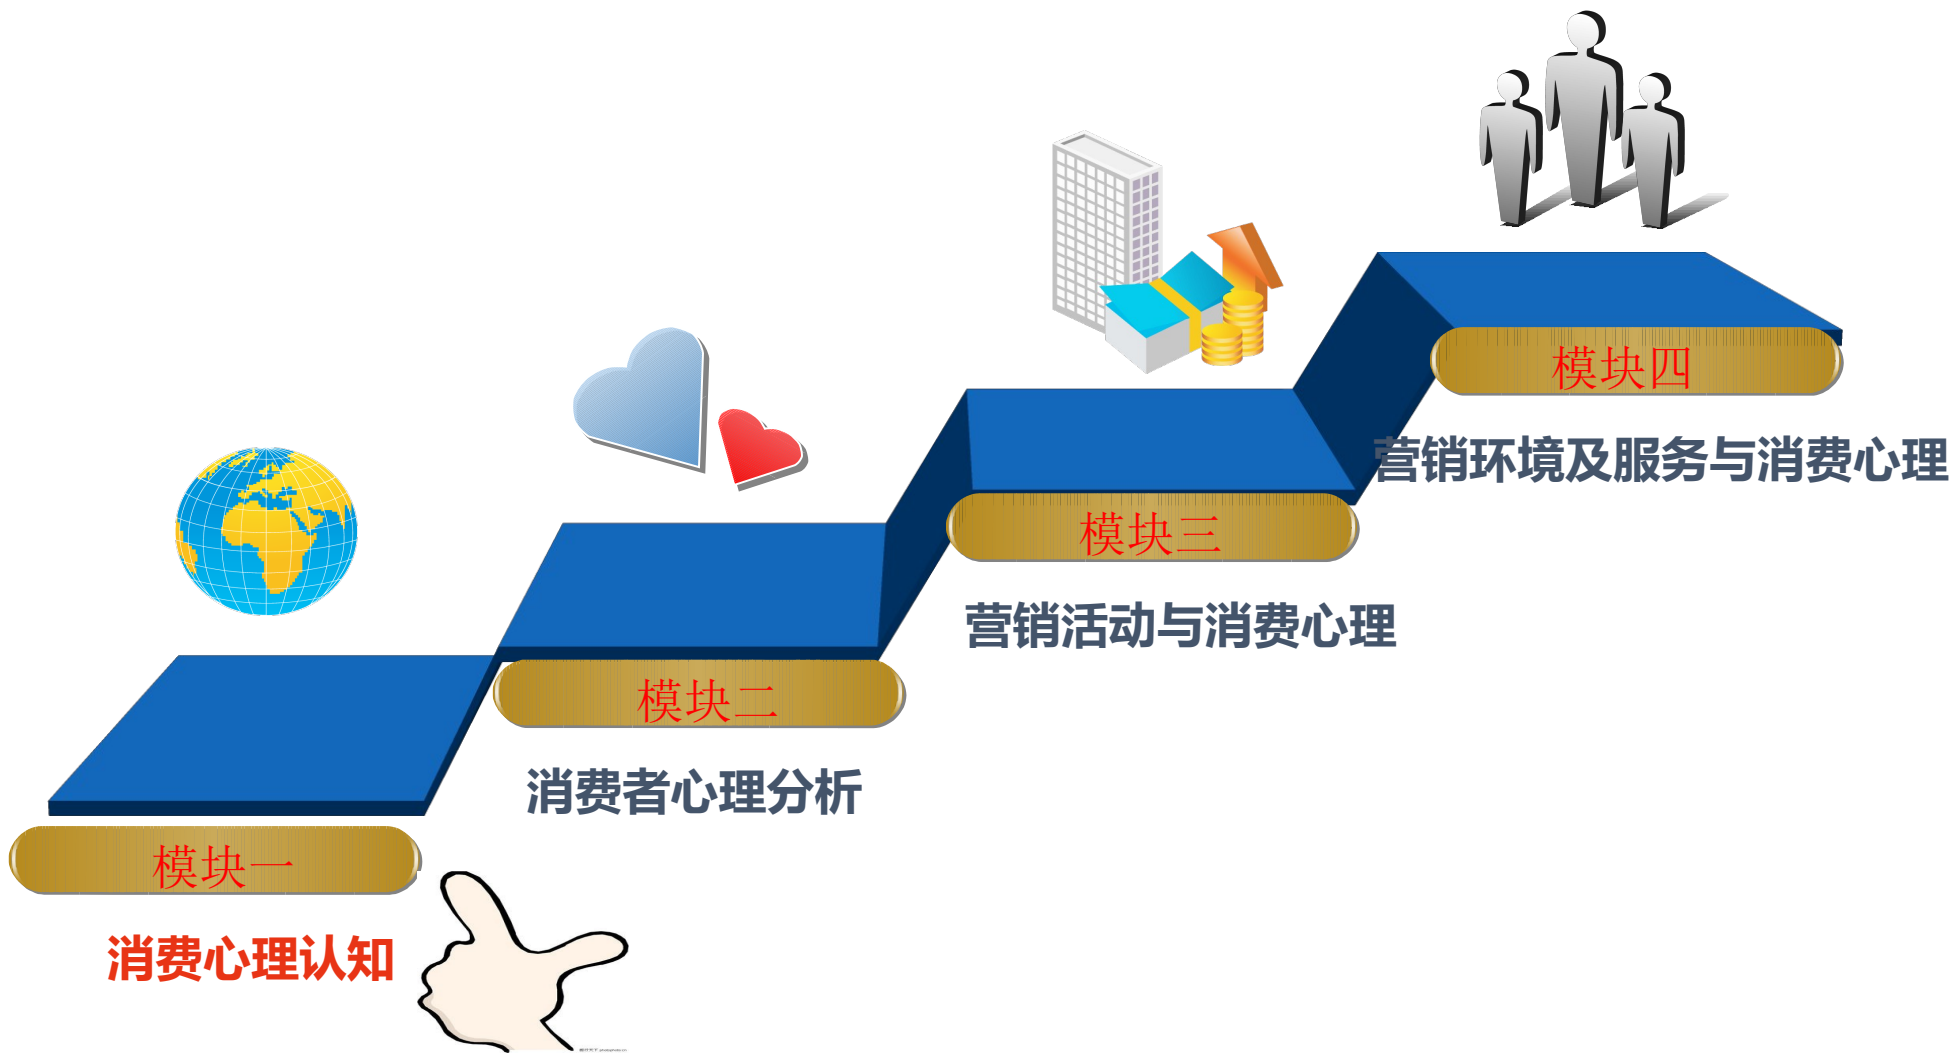 模块四
营销环境及服务与消费心理
模块三
营销活动与消费心理
模块二
消费者心理分析
模块一
消费心理认知